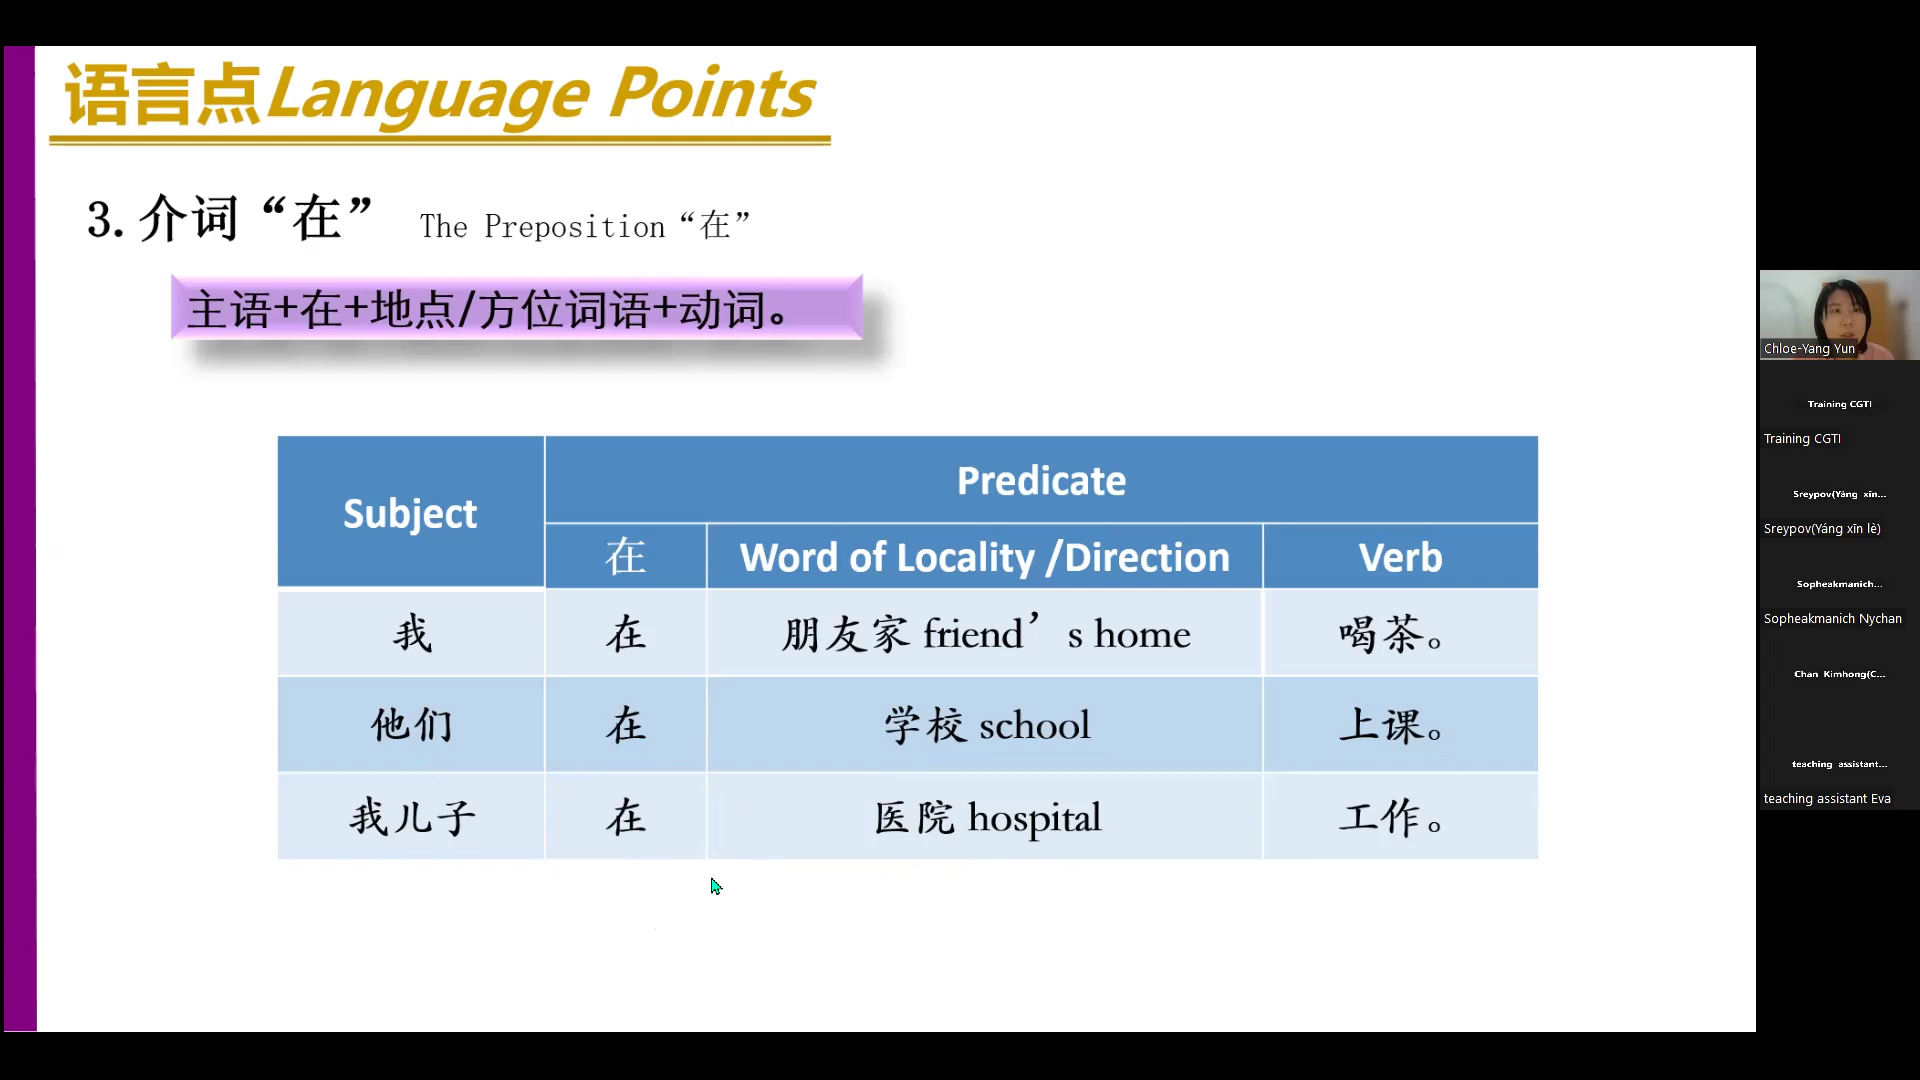 语言点Language Points
3. 介词“在” The Preposition“在”
主语+在+地点/方位词语+动词。
Subject Predicate
在 Word of Locality /Direction Verb
我 在 朋友家 friend’s home 喝茶。
他们 在 学校 school 上课。
我儿子 在 医院 hospital 工作。
Chloe-Yang Yun
Training CGTI
Training CGTI
Sreypov(Yáng xīn...
Sreypov(Yáng xīn lè)
Sopheakmanich...
Sopheakmanich Nychan
Chan Kimhong(C...
teaching assistant...
teaching assistant Eva